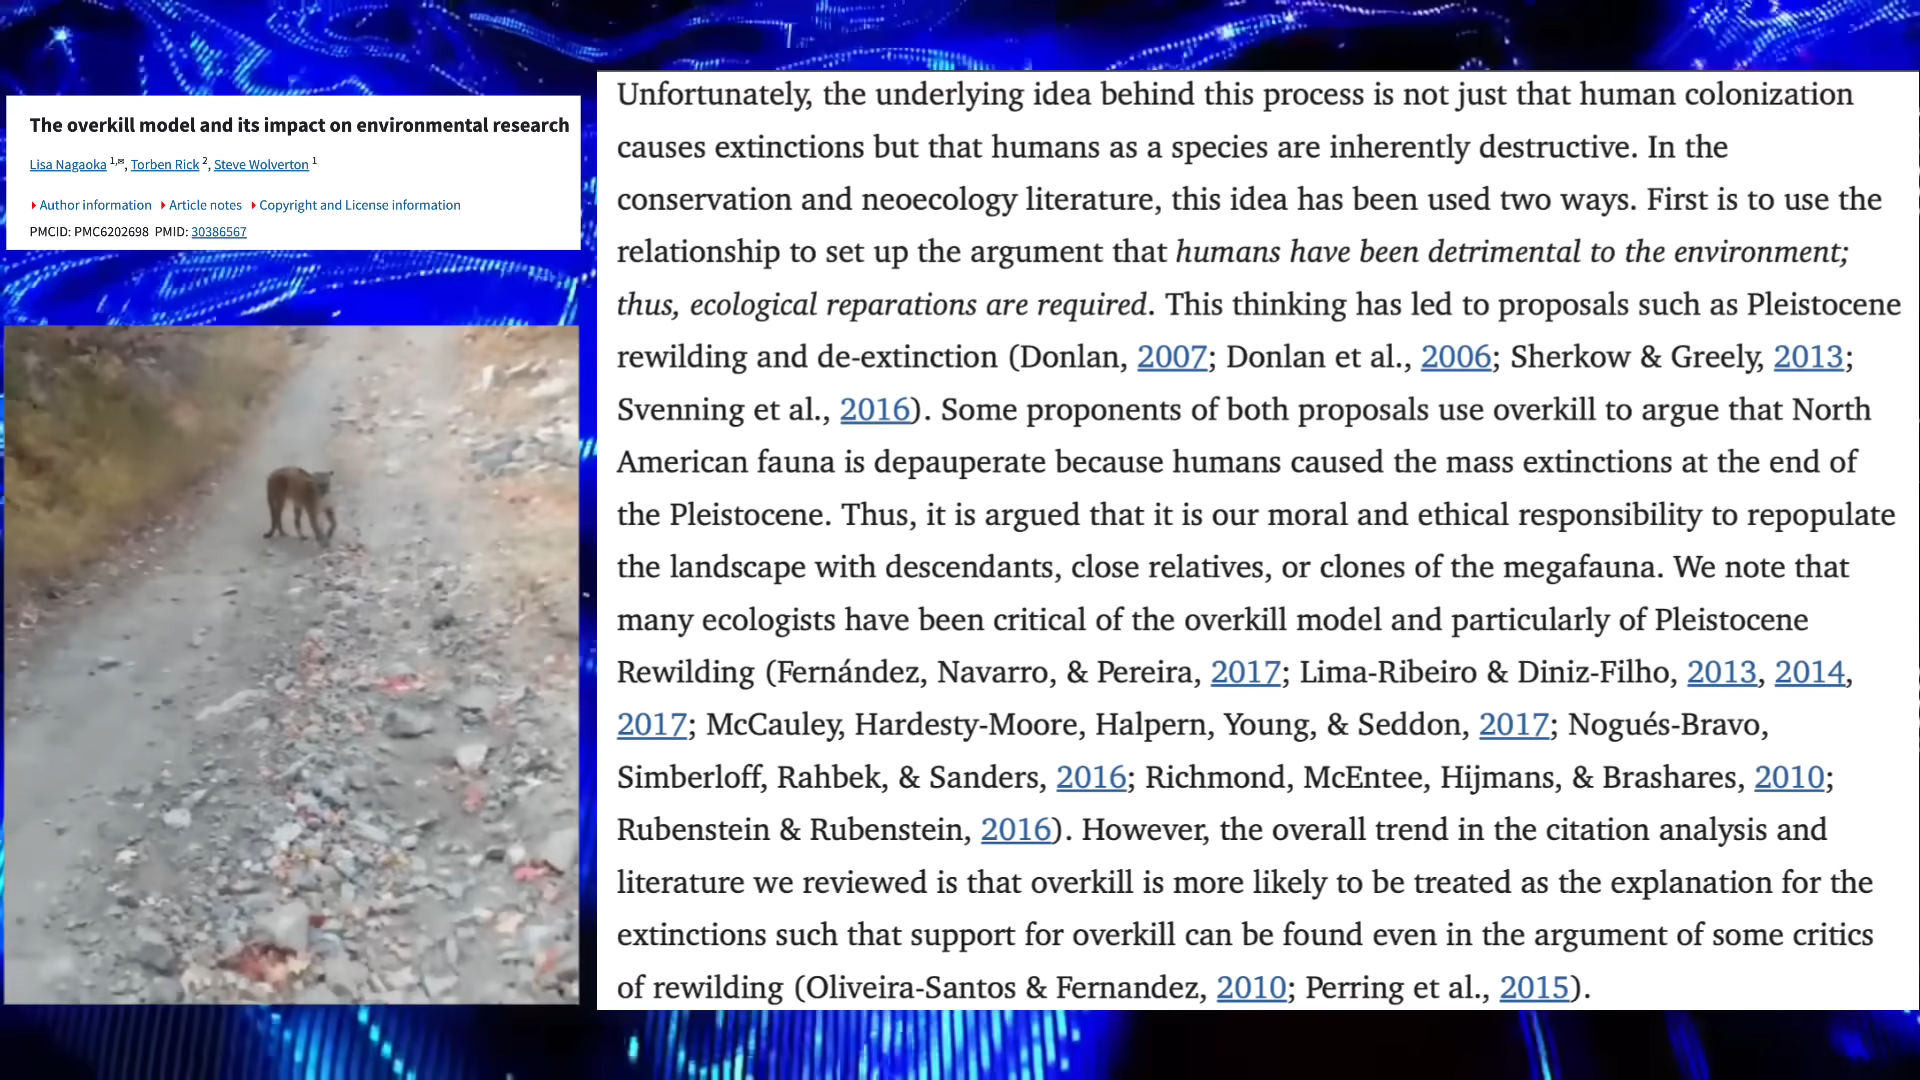 The overkill model and its impact on environmental research
Lisa Nagaoka 1,✉, Torben Rick 2, Steve Wolverton 1
Author information Article notes Copyright and License information
PMCID: PMC6202698 PMID: 30386567
Unfortunately, the underlying idea behind this process is not just that human colonization
causes extinctions but that humans as a species are inherently destructive. In the
conservation and neoecology literature, this idea has been used two ways. First is to use the
relationship to set up the argument that humans have been detrimental to the environment;
thus, ecological reparations are required. This thinking has led to proposals such as Pleistocene
rewilding and de-extinction (Donlan, 2007; Donlan et al., 2006; Sherkow & Greely, 2013;
Svenning et al., 2016). Some proponents of both proposals use overkill to argue that North
American fauna is depauperate because humans caused the mass extinctions at the end of
the Pleistocene. Thus, it is argued that it is our moral and ethical responsibility to repopulate
the landscape with descendants, close relatives, or clones of the megafauna. We note that
many ecologists have been critical of the overkill model and particularly of Pleistocene
Rewilding (Fernández, Navarro, & Pereira, 2017; Lima-Ribeiro & Diniz-Filho, 2013, 2014,
2017; McCauley, Hardesty-Moore, Halpern, Young, & Seddon, 2017; Nogués-Bravo,
Simberloff, Rahbek, & Sanders, 2016; Richmond, McEntee, Hijmans, & Brashares, 2010;
Rubenstein & Rubenstein, 2016). However, the overall trend in the citation analysis and
literature we reviewed is that overkill is more likely to be treated as the explanation for the
extinctions such that support for overkill can be found even in the argument of some critics
of rewilding (Oliveira-Santos & Fernandez, 2010; Perring et al., 2015).